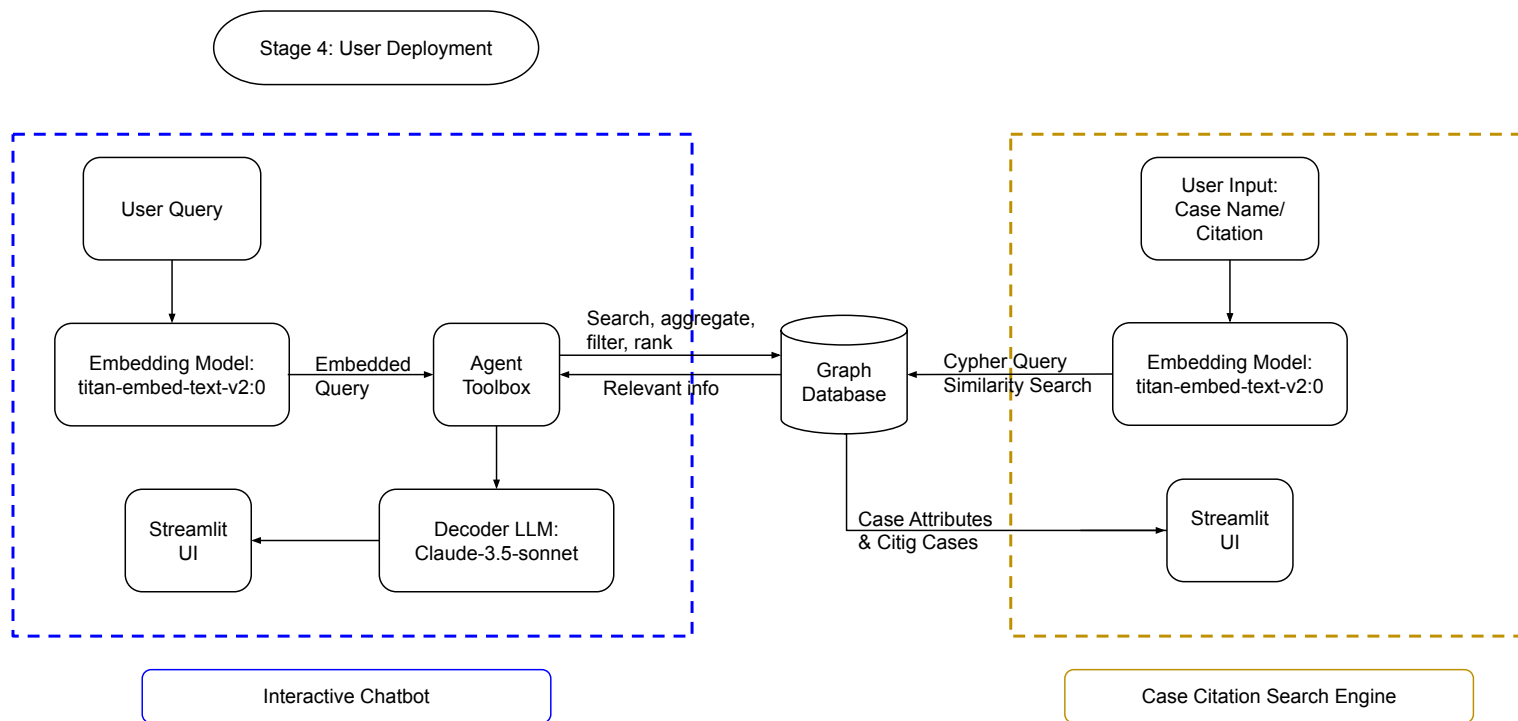 Stage 4: User Deployment
User Query
Embedding Model:
titan-embed-text-v2:0
Embedded
Query
Agent
Toolbox
Search, aggregate,
filter, rank
Relevant info
Graph
Database
Decoder LLM:
Claude-3.5-sonnet
Streamlit
UI
Interactive Chatbot
User Input:
Case Name/
Citation
Embedding Model:
titan-embed-text-v2:0
Cypher Query
Similarity Search
Case Attributes
& Citig Cases
Streamlit
UI
Case Citation Search Engine